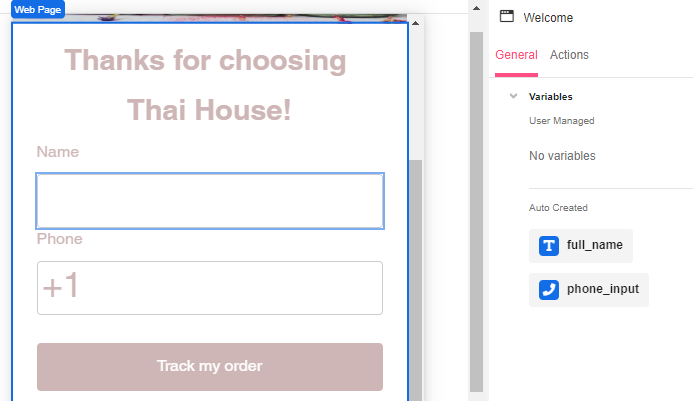 Web Page
Thanks for choosing
Thai House!
Name
Phone
+1
Track my order
Welcome
General Actions
Variables
User Managed
No variables
Auto Created
T full_name
phone_input